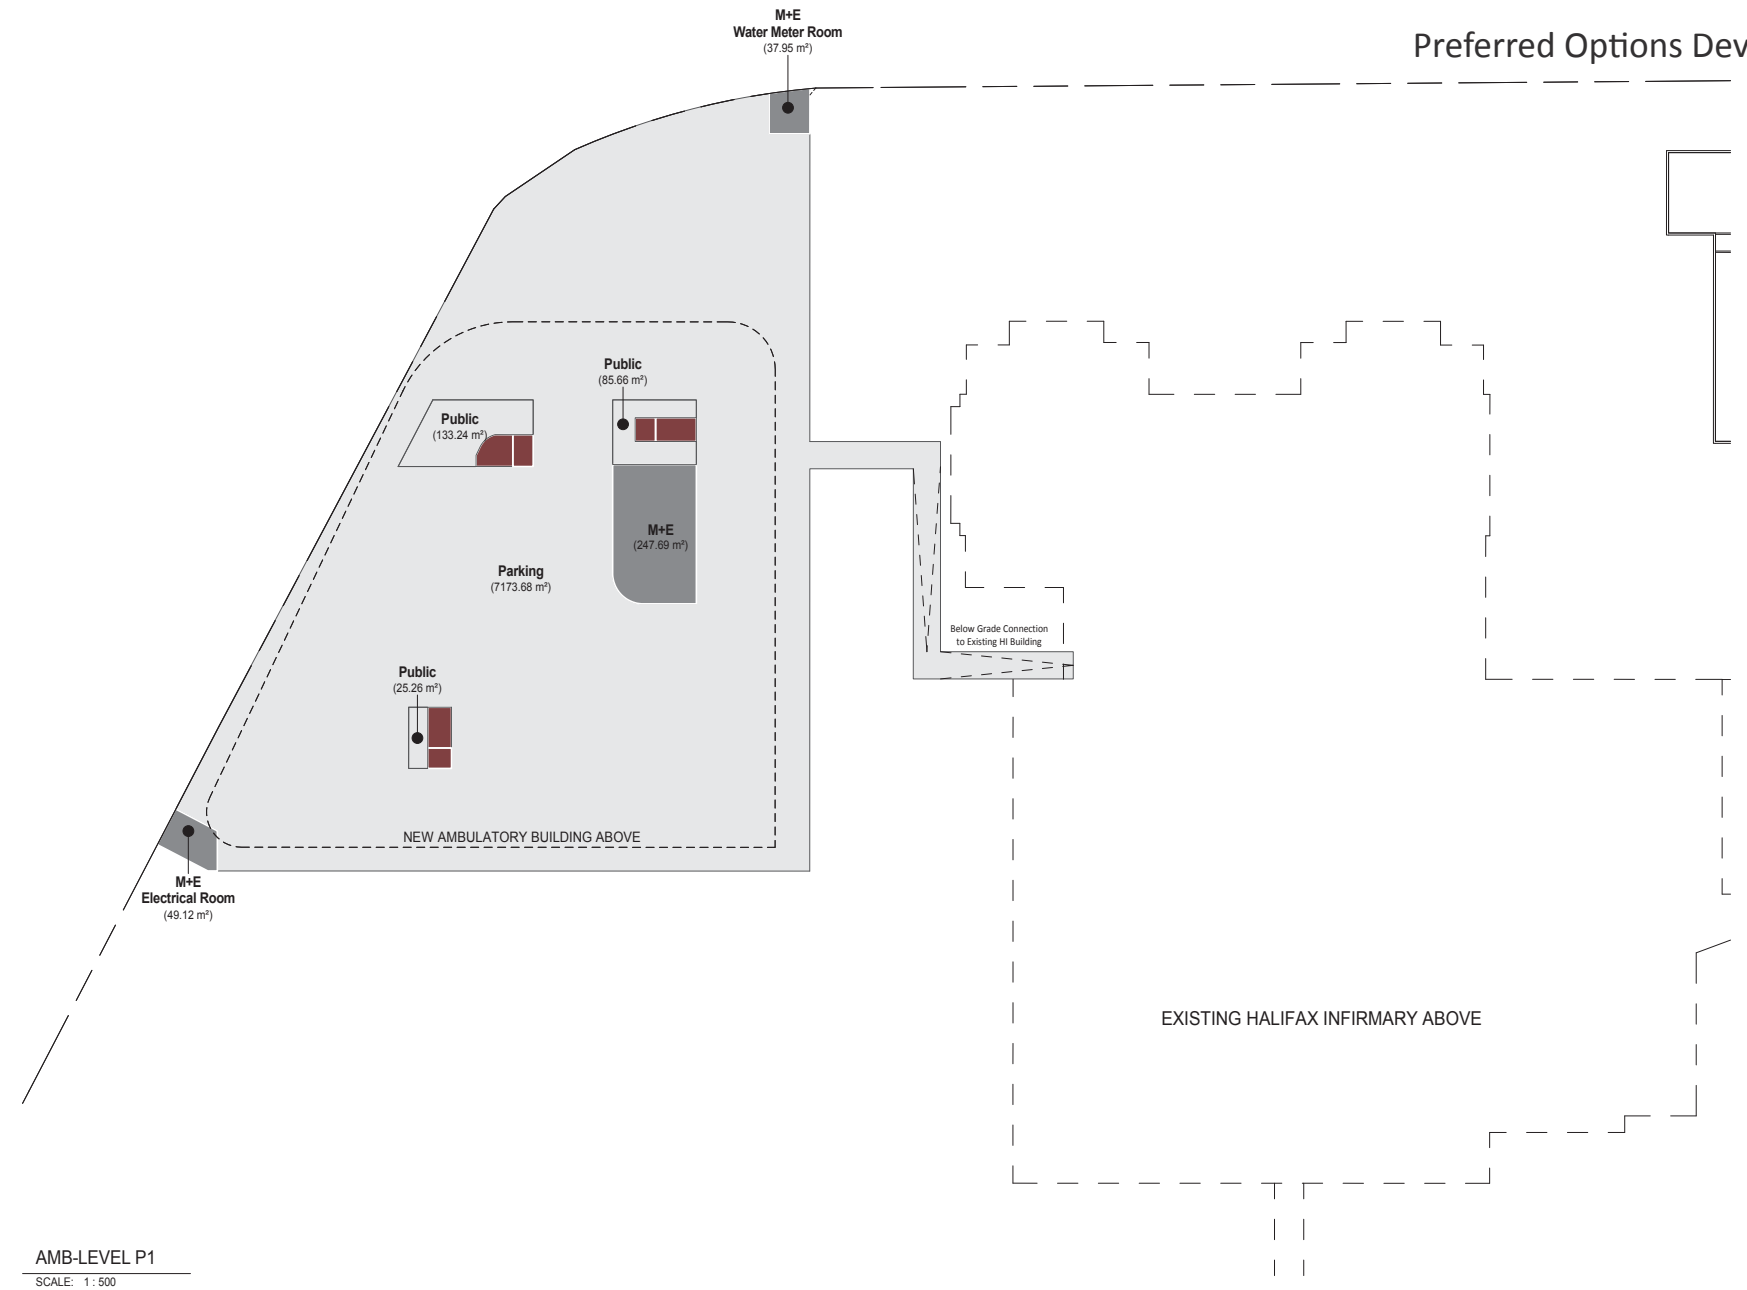 M+E
Water Meter Room
(37.95 m²)
Preferred Options Dev
Public
(85.66 m²)
Public
(133.24 m²)
M+E
(247.69 m²)
Parking
(7173.68 m²)
Below Grade Connection
to Existing HI Building
Public
(25.26 m²)
NEW AMBULATORY BUILDING ABOVE
M+E
Electrical Room
(49.12 m²)
EXISTING HALIFAX INFIRMARY ABOVE
AMB-LEVEL P1
SCALE: 1 : 500